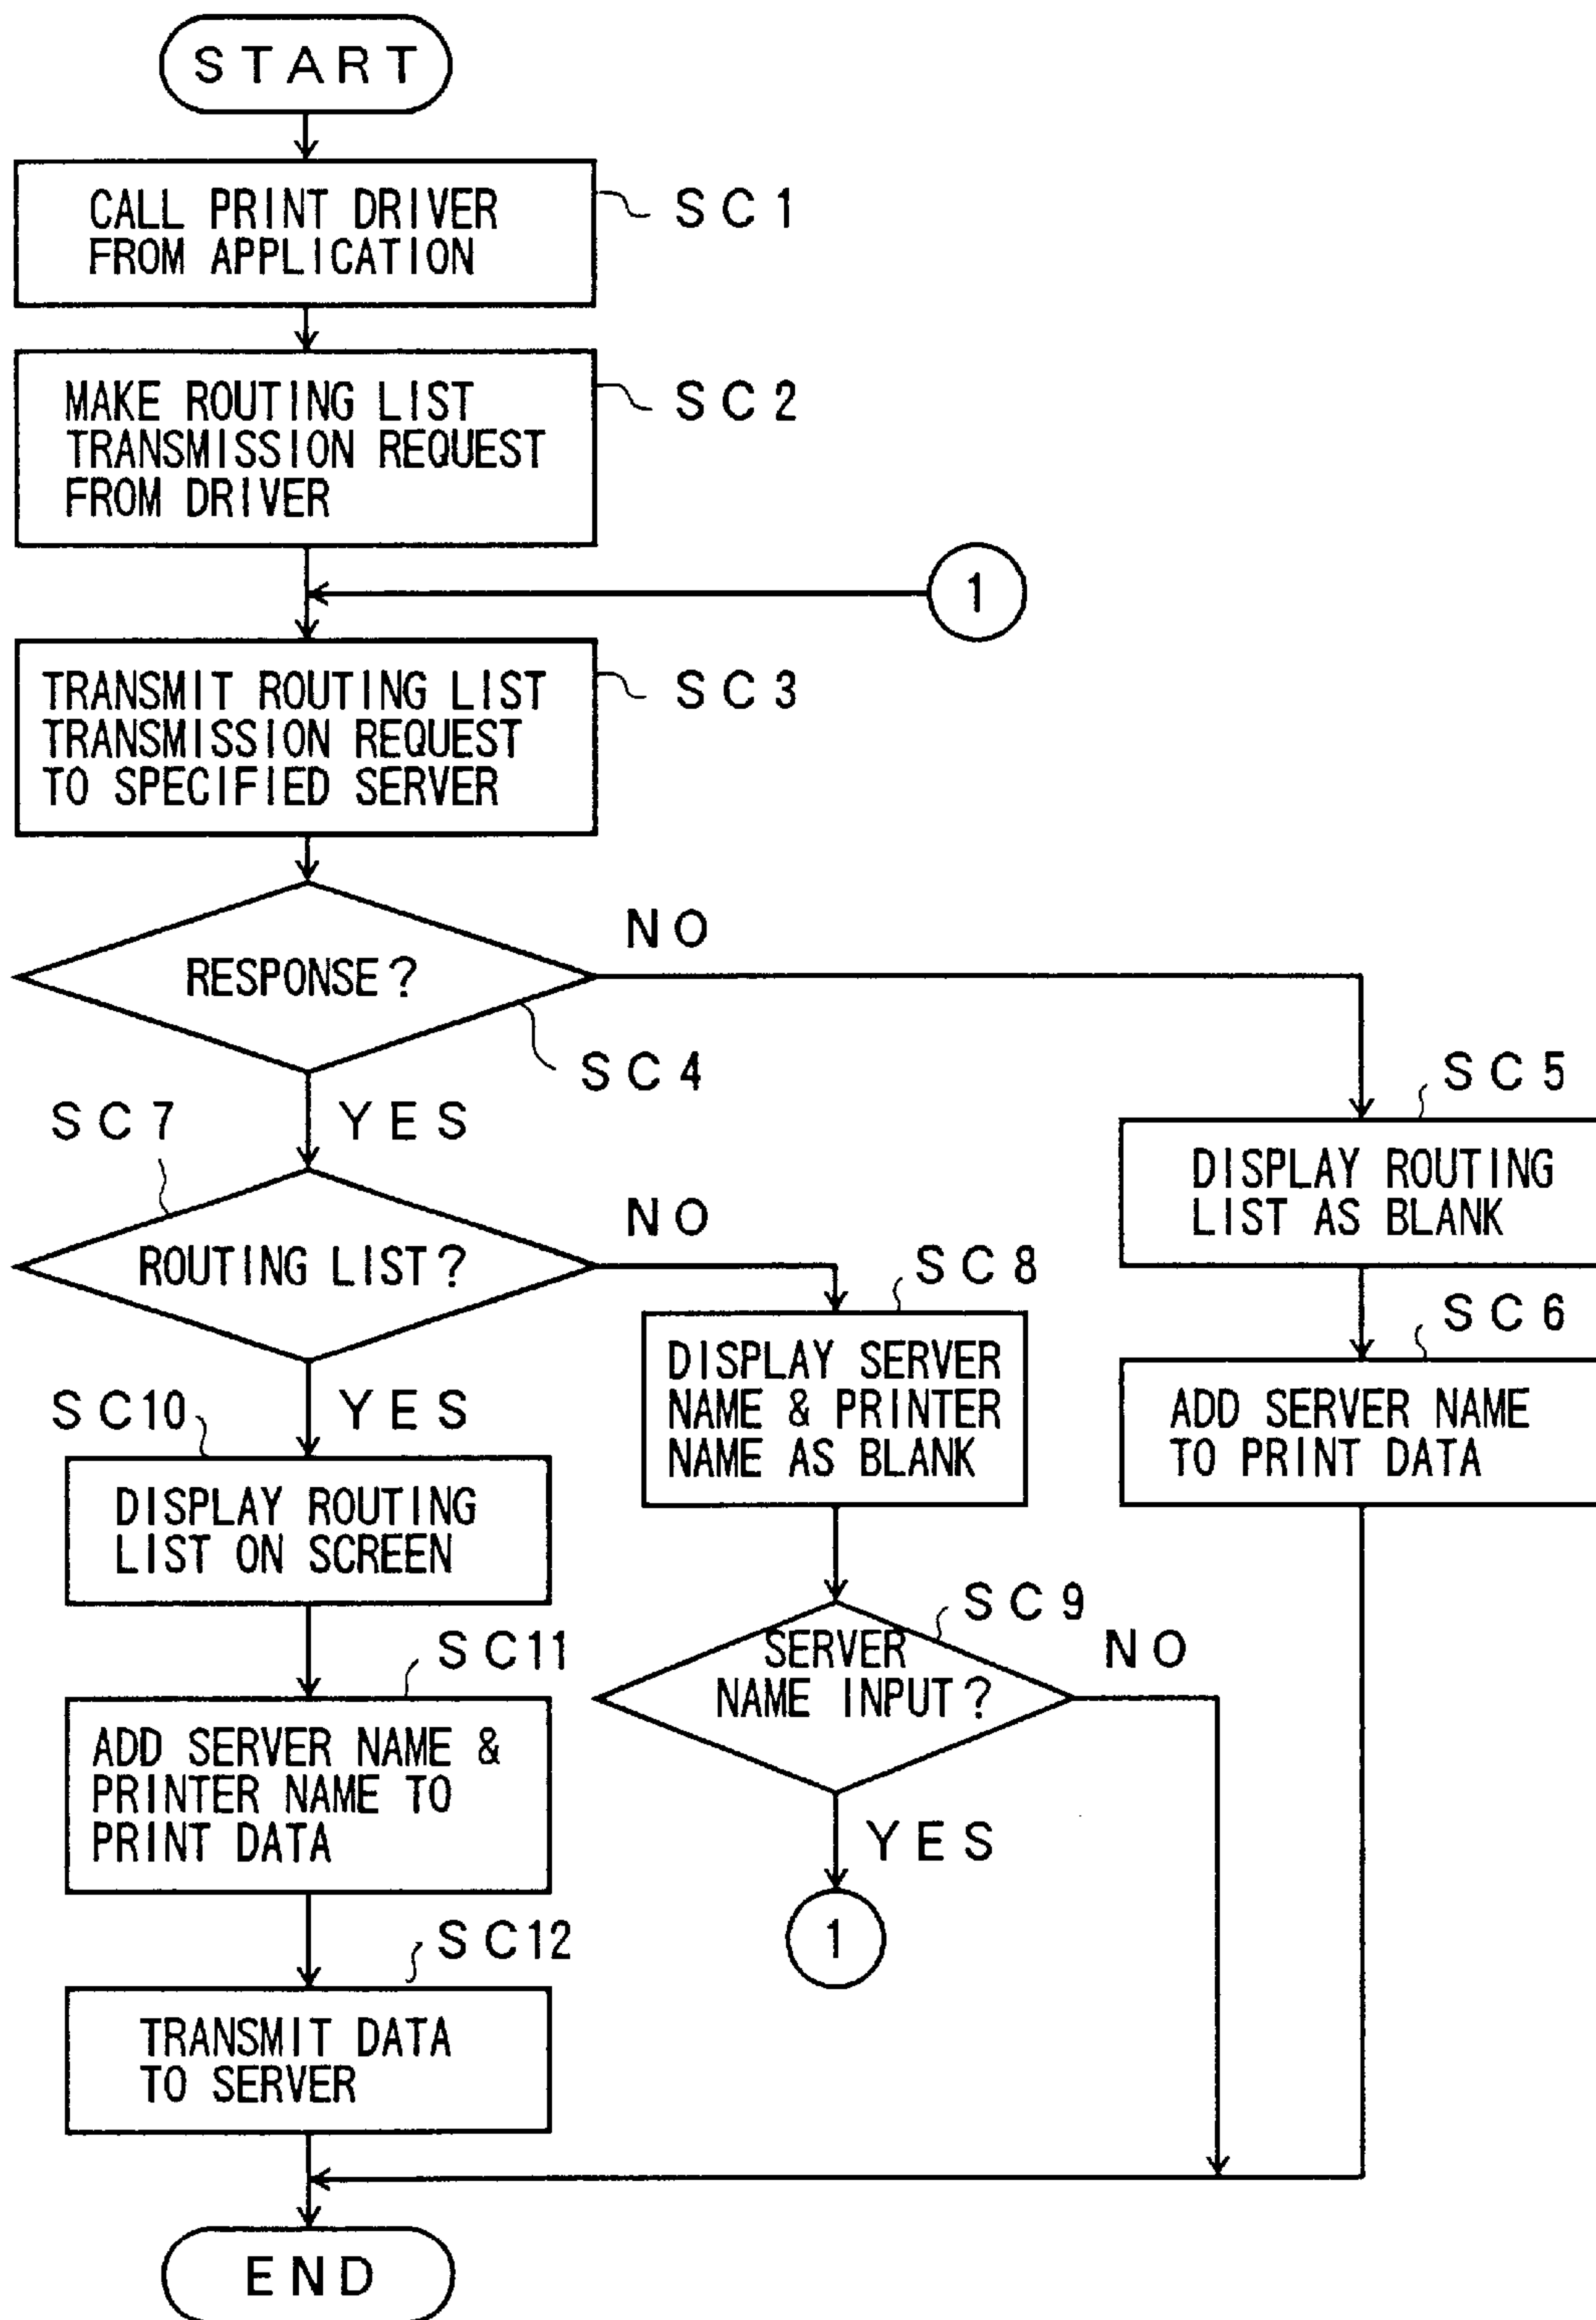 START
CALL PRINT DRIVER
FROM APPLICATION
SC1
MAKE ROUTING LIST
TRANSMISSION REQUEST
FROM DRIVER
SC2
1
TRANSMIT ROUTING LIST
TRANSMISSION REQUEST
TO SPECIFIED SERVER
SC3
RESPONSE?
NO
SC4
YES
SC5
DISPLAY ROUTING
LIST AS BLANK
SC6
ADD SERVER NAME
TO PRINT DATA
SC7
ROUTING LIST?
NO
YES
SC8
DISPLAY SERVER
NAME & PRINTER
NAME AS BLANK
SC9
SERVER
NAME INPUT?
NO
YES
1
SC10
DISPLAY ROUTING
LIST ON SCREEN
SC11
ADD SERVER NAME &
PRINTER NAME TO
PRINT DATA
SC12
TRANSMIT DATA
TO SERVER
END